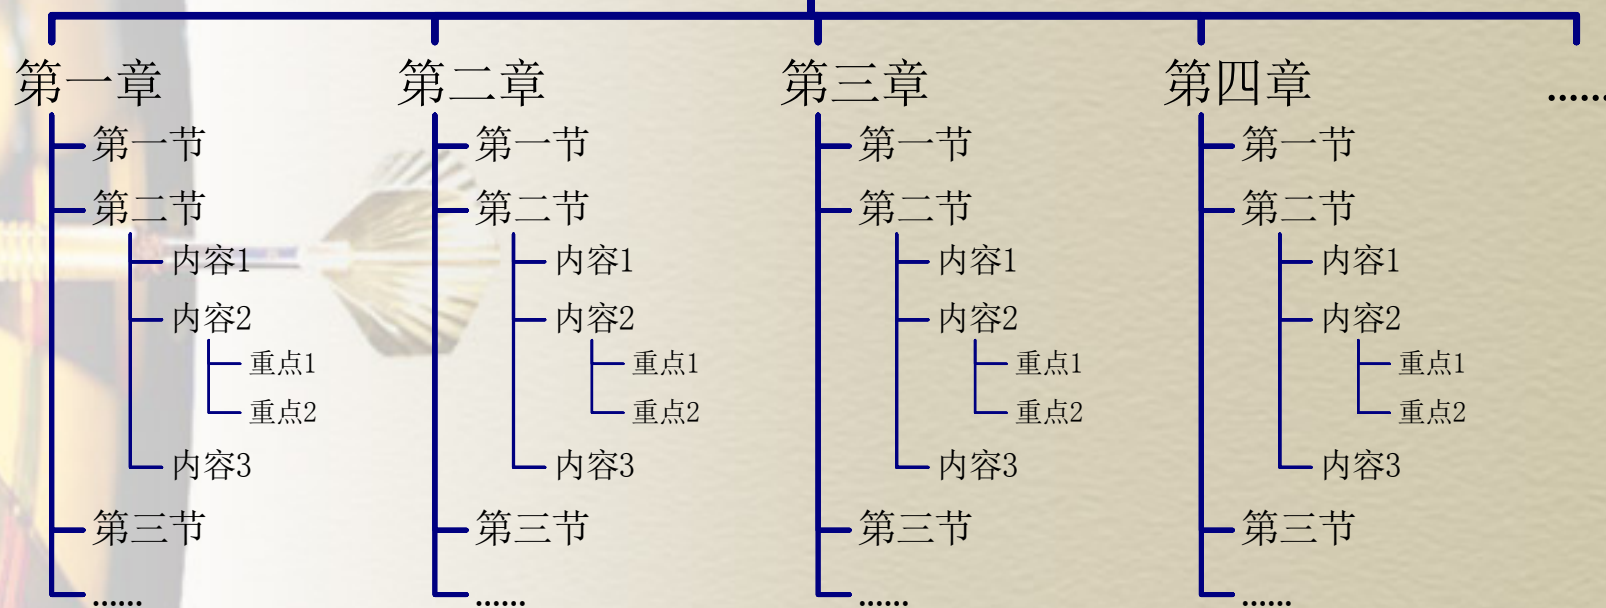 第一章
第一节
第二节
内容1
内容2
重点1
重点2
内容3
第三节
......
第二章
第一节
第二节
内容1
内容2
重点1
重点2
内容3
第三节
......
第三章
第一节
第二节
内容1
内容2
重点1
重点2
内容3
第三节
......
第四章
第一节
第二节
内容1
内容2
重点1
重点2
内容3
第三节
......
......